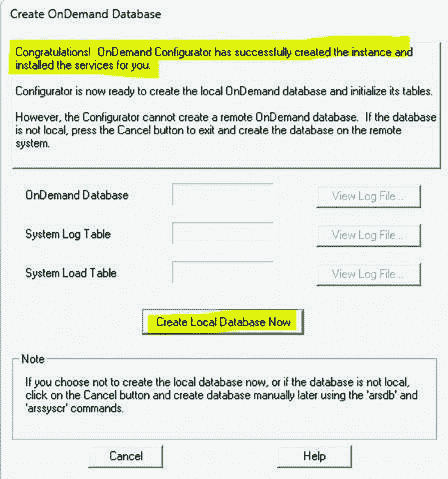 Create OnDemand Database
Congratulations! OnDemand Configurator has successfully created the instance and
installed the services for you.
Configurator is now ready to create the local OnDemand database and initialize its tables.
However, the Configurator cannot create a remote OnDemand database. If the database
is not local, press the Cancel button to exit and create the database on the remote
system.
OnDemand Database
View Log File...
System Log Table
View Log File...
System Load Table
View Log File...
Create Local Database Now
Note
If you choose not to create the local database now, or if the database is not local,
click on the Cancel button and create database manually later using the 'arsdb' and
'arssyscr' commands.
Cancel
Help